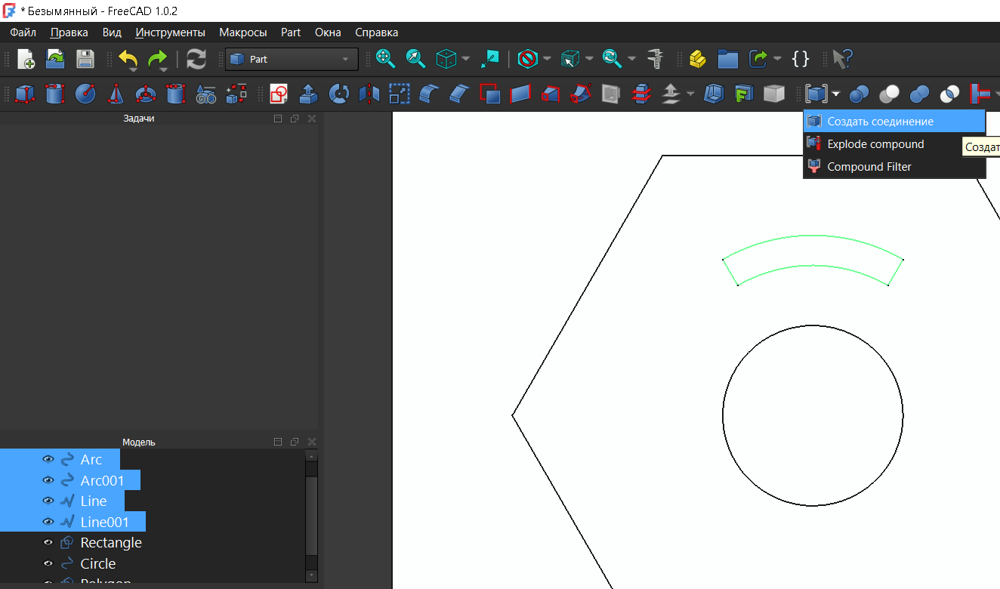 * Безымянный - FreeCAD 1.0.2
Файл Правка Вид Инструменты Макросы Part Окна Справка
Part
Задачи
Создать соединение
Explode compound
Compound Filter
Создат
Модель
Arc
Arc001
Line
Line001
Rectangle
Circle
Polygon